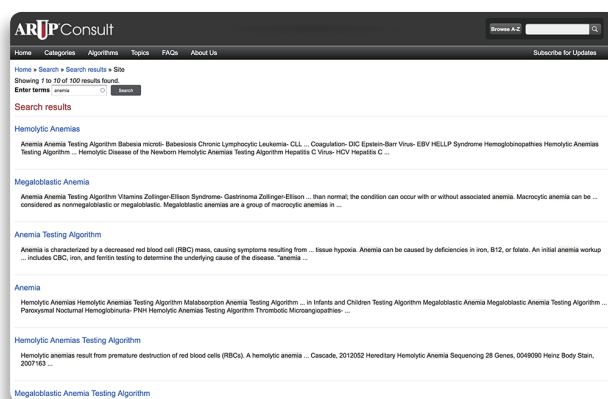 ARUP Consult
Browse A-Z
Home Categories Algorithms Topics FAQs About Us Subscribe for Updates
Home » Search » Search results » Site
Showing 1 to 10 of 100 results found.
Enter terms anemia Search
Search results
Hemolytic Anemias
Anemia Anemia Testing Algorithm Babesia microti- Babesiosis Chronic Lymphocytic Leukemia- CLL ... Coagulation- DIC Epstein-Barr Virus- EBV HELLP Syndrome Hemoglobinopathies Hemolytic Anemias
Testing Algorithm ... Hemolytic Disease of the Newborn Hemolytic Anemias Testing Algorithm Hepatitis C Virus- HCV Hepatitis C ...
Megaloblastic Anemia
Anemia Anemia Testing Algorithm Vitamins Zollinger-Ellison Syndrome- Gastrinoma Zollinger-Ellison ... than normal; the condition can occur with or without associated anemia. Macrocytic anemia can be ...
considered as nonmegaloblastic or megaloblastic. Megaloblastic anemias are a group of macrocytic anemias in ...
Anemia Testing Algorithm
Anemia is characterized by a decreased red blood cell (RBC) mass, causing symptoms resulting from ... tissue hypoxia. Anemia can be caused by deficiencies in iron, B12, or folate. An initial anemia workup
... includes CBC, iron, and ferritin testing to determine the underlying cause of the disease. "anemia ...
Anemia
Hemolytic Anemias Hemolytic Anemias Testing Algorithm Malabsorption Anemia Testing Algorithm ... in Infants and Children Testing Algorithm Megaloblastic Anemia Megaloblastic Anemia Testing Algorithm ...
Paroxysmal Nocturnal Hemoglobinuria- PNH Hemolytic Anemias Testing Algorithm Thrombotic Microangiopathies- ...
Hemolytic Anemias Testing Algorithm
Hemolytic anemias result from premature destruction of red blood cells (RBCs). A hemolytic anemia ... Cascade, 2012052 Hereditary Hemolytic Anemia Sequencing 28 Genes, 0049090 Heinz Body Stain,
2007163 ...
Megaloblastic Anemia Testing Algorithm